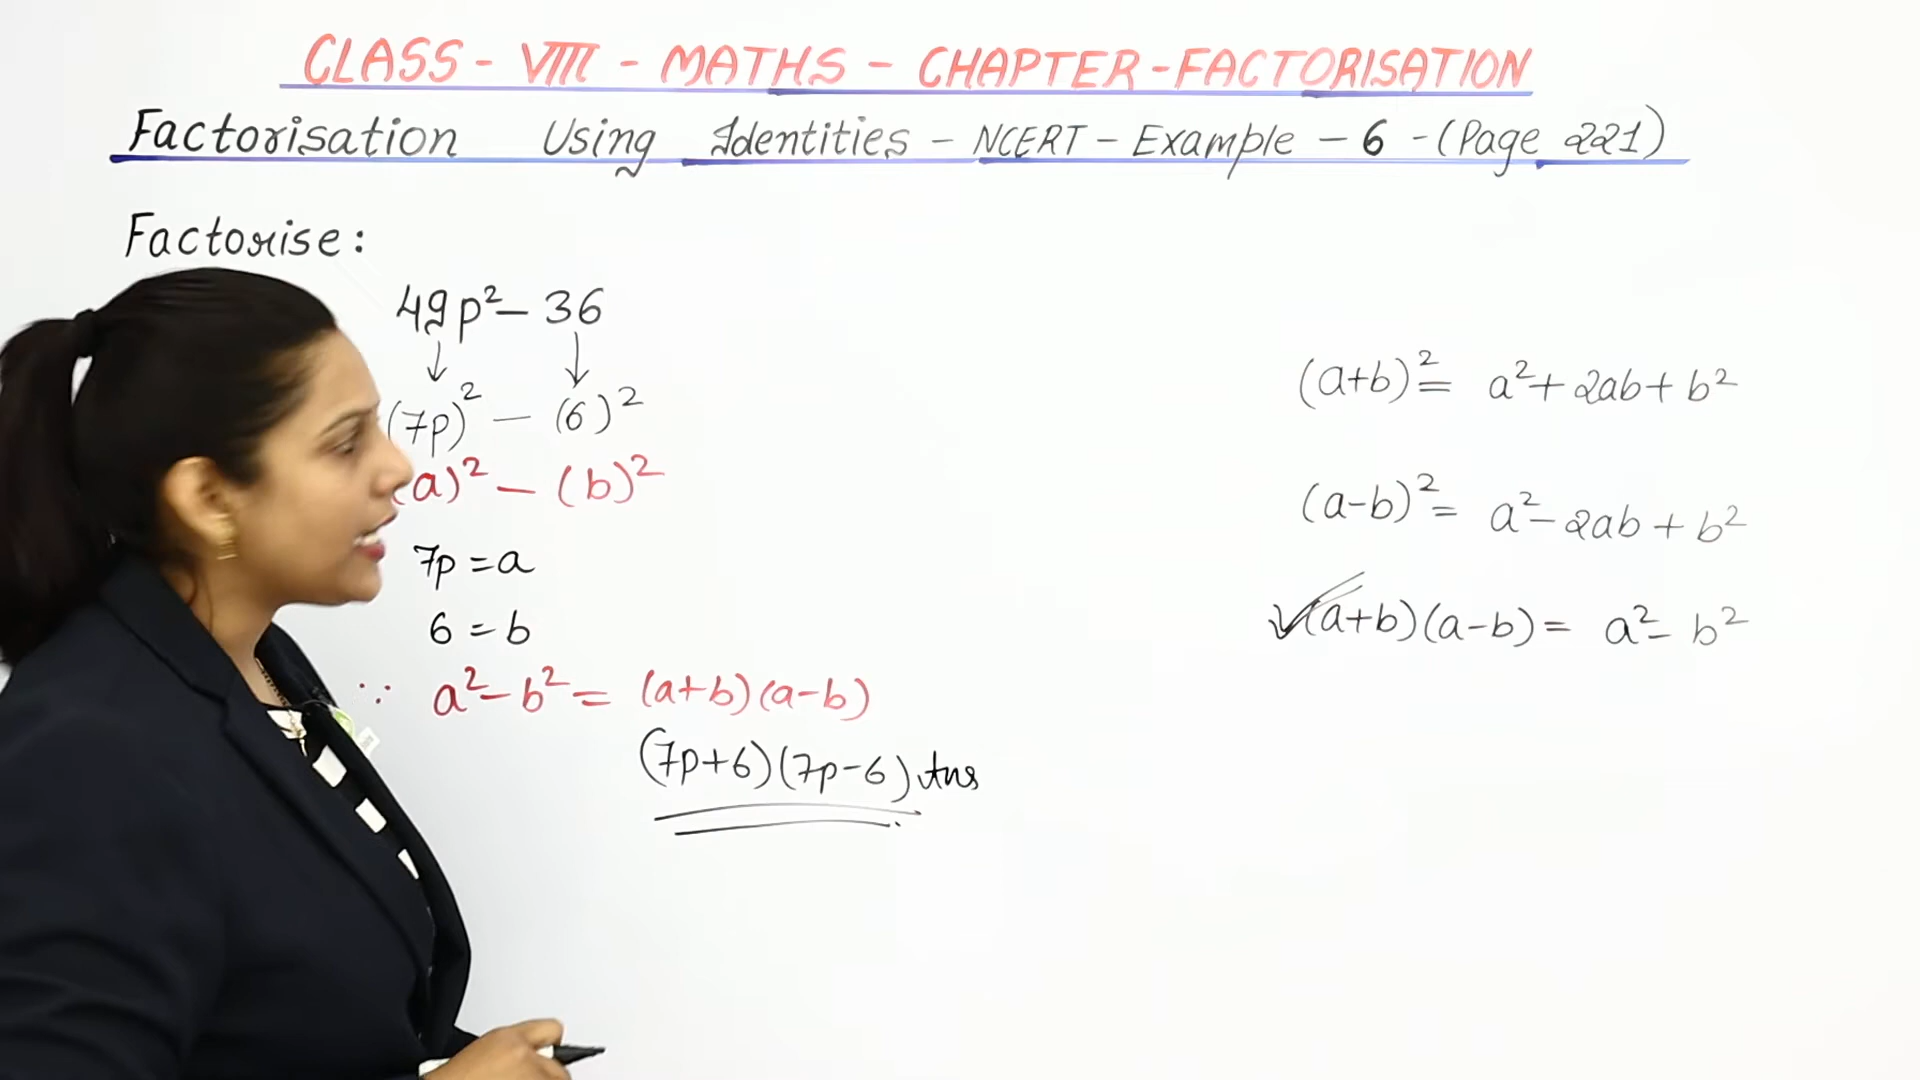 CLASS - VIII - MATHS - CHAPTER - FACTORISATION
Factorisation Using Identities - NCERT - Example - 6 - (Page 221)
Factorise:
49p² - 36
↓ ↓
(7p)² - (6)²
(a)² - (b)²
7p = a
6 = b
∵ a² - b² = (a+b)(a-b)
(7p+6)(7p-6) Ans
(a+b)² = a² + 2ab + b²
(a-b)² = a² - 2ab + b²
✓(a+b)(a-b) = a² - b²